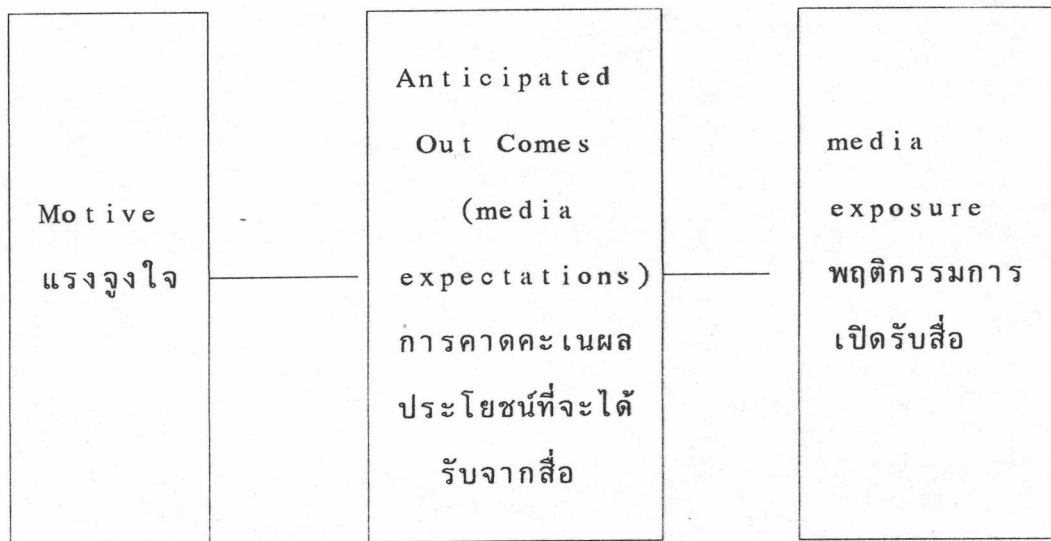 Motive
แรงจูงใจ
Anticipated
Out Comes
(media
expectations)
การคาดคะเนผล
ประโยชน์ที่จะได้
รับจากสื่อ
media
exposure
พฤติกรรมการ
เปิดรับสื่อ